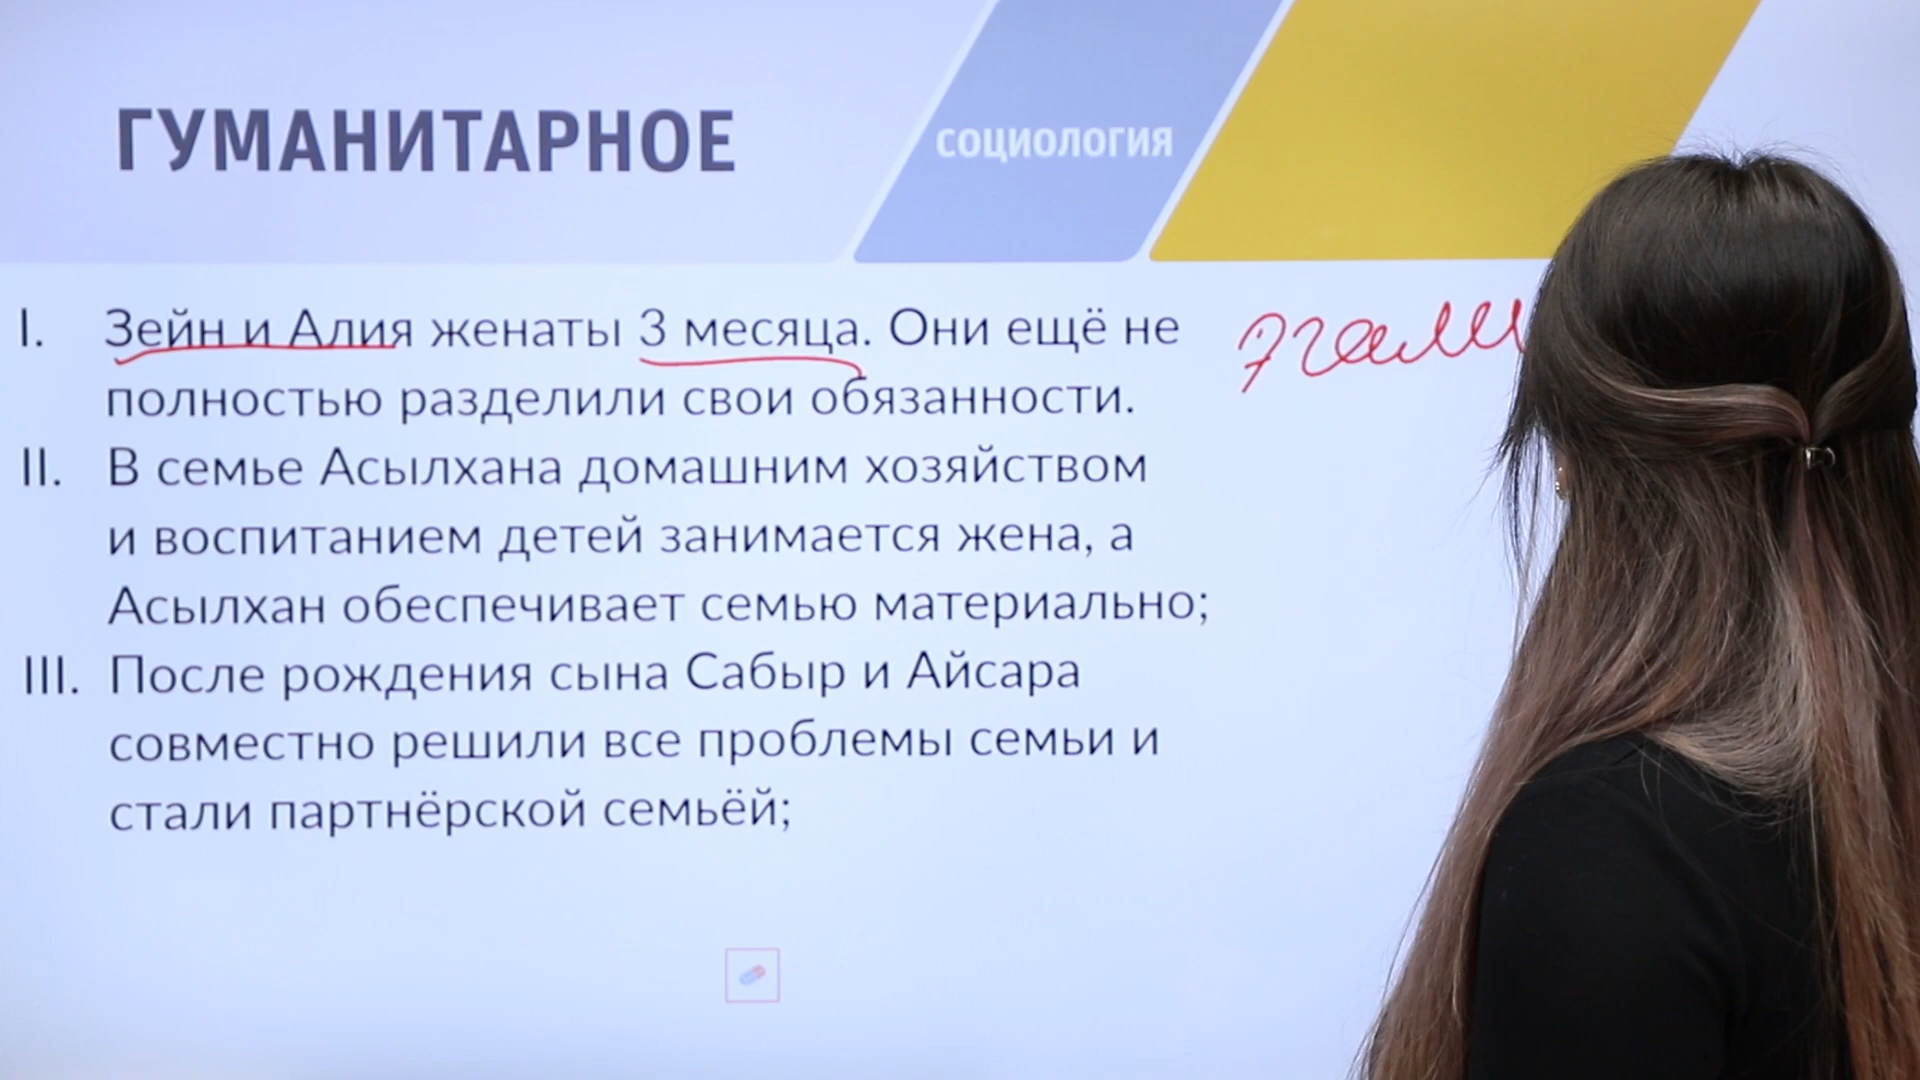 ГУМАНИТАРНОЕ
СОЦИОЛОГИЯ
I. Зейн и Алия женаты 3 месяца. Они ещё не
полностью разделили свои обязанности.
II. В семье Асылхана домашним хозяйством
и воспитанием детей занимается жена, а
Асылхан обеспечивает семью материально;
III. После рождения сына Сабыр и Айсара
совместно решили все проблемы семьи и
стали партнёрской семьёй;